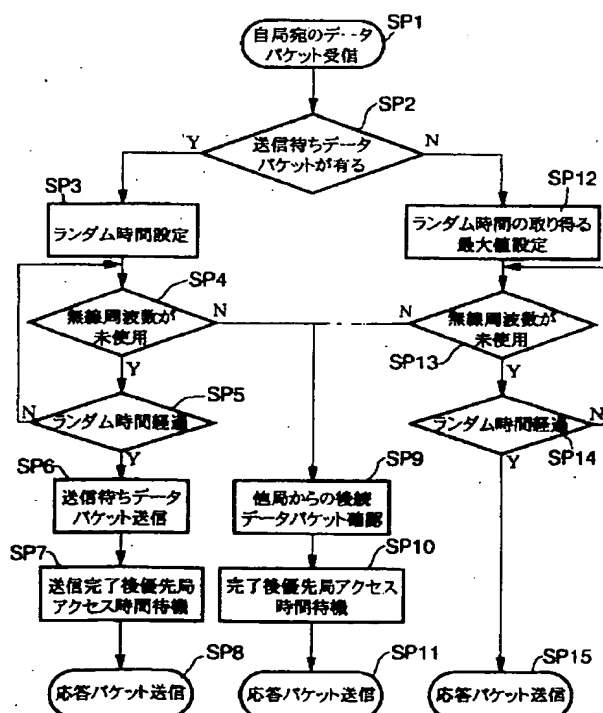 SP1
自局宛のデータ
パケット受信
SP2
Y
送信待ちデータ
パケットが有る
N
SP3
ランダム時間設定
SP12
ランダム時間の取り得る
最大値設定
SP4
無線周波数が
未使用
N
N
無線周波数が
未使用
Y
SP13
Y
SP5
N
ランダム時間経過
Y
ランダム時間経過
N
SP14
Y
SP6
送信待ちデータ
パケット送信
SP9
他局からの後続
データパケット確認
SP7
送信完了後優先局
アクセス時間待機
SP10
完了後優先局アクセス
時間待機
SP8
応答パケット送信
SP11
応答パケット送信
SP15
応答パケット送信